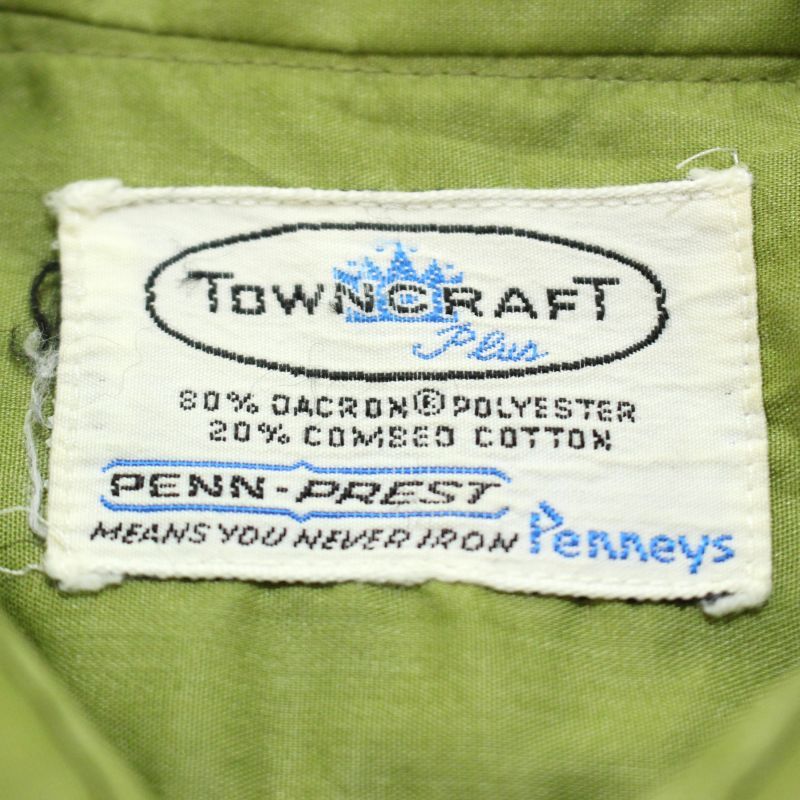 TOWNCRAFT
Plus
80% DACRON® POLYESTER
20% COMBED COTTON
PENN-PREST
MEANS YOU NEVER IRON Penneys